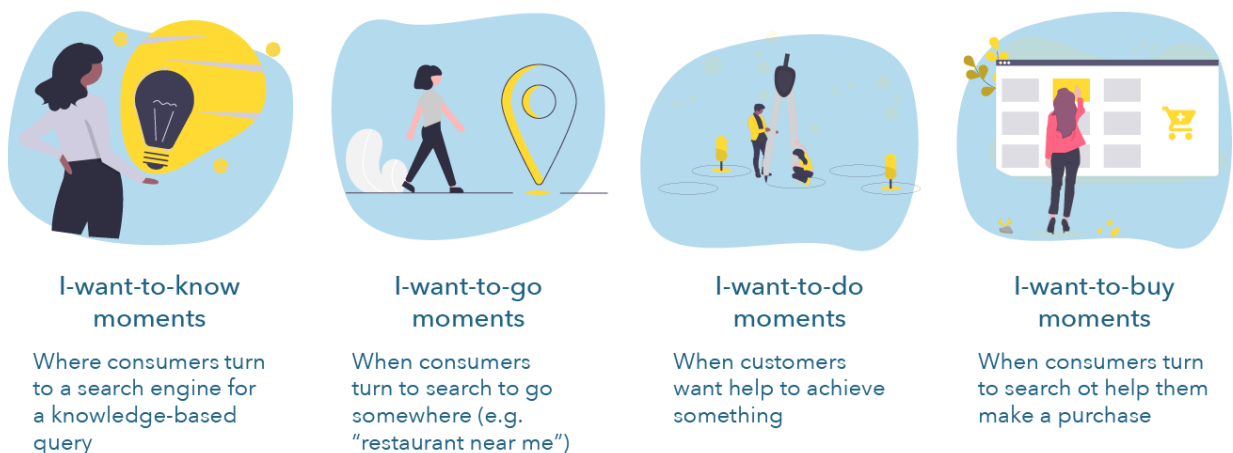 I-want-to-know
moments
Where consumers turn
to a search engine for
a knowledge-based
query
I-want-to-go
moments
When consumers
turn to search to go
somewhere (e.g.
“restaurant near me”)
I-want-to-do
moments
When customers
want help to achieve
something
I-want-to-buy
moments
When consumers turn
to search ot help them
make a purchase